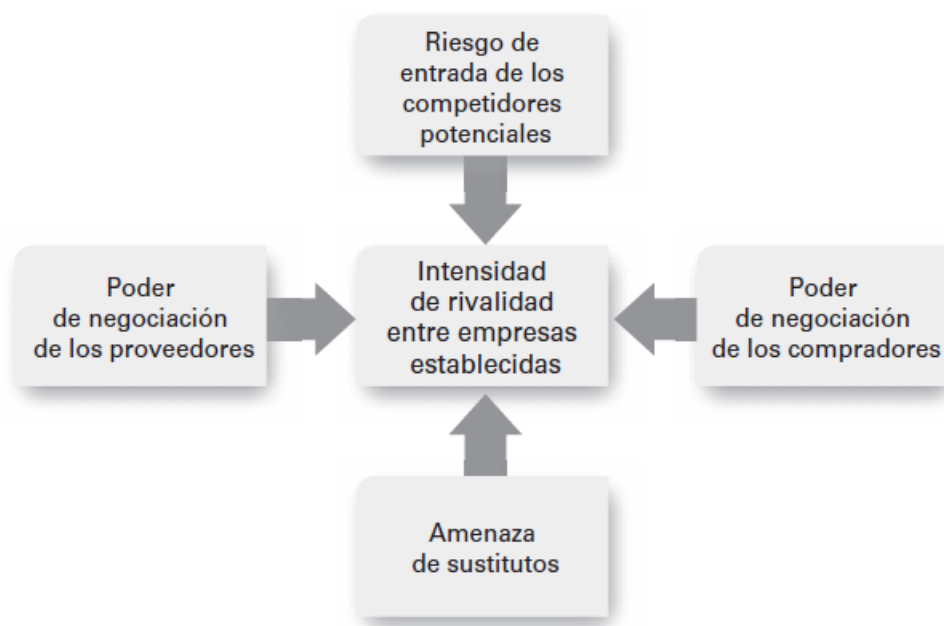 Riesgo de
entrada de los
competidores
potenciales
Poder
de negociación
de los proveedores
Intensidad
de rivalidad
entre empresas
establecidas
Poder
de negociación
de los compradores
Amenaza
de sustitutos